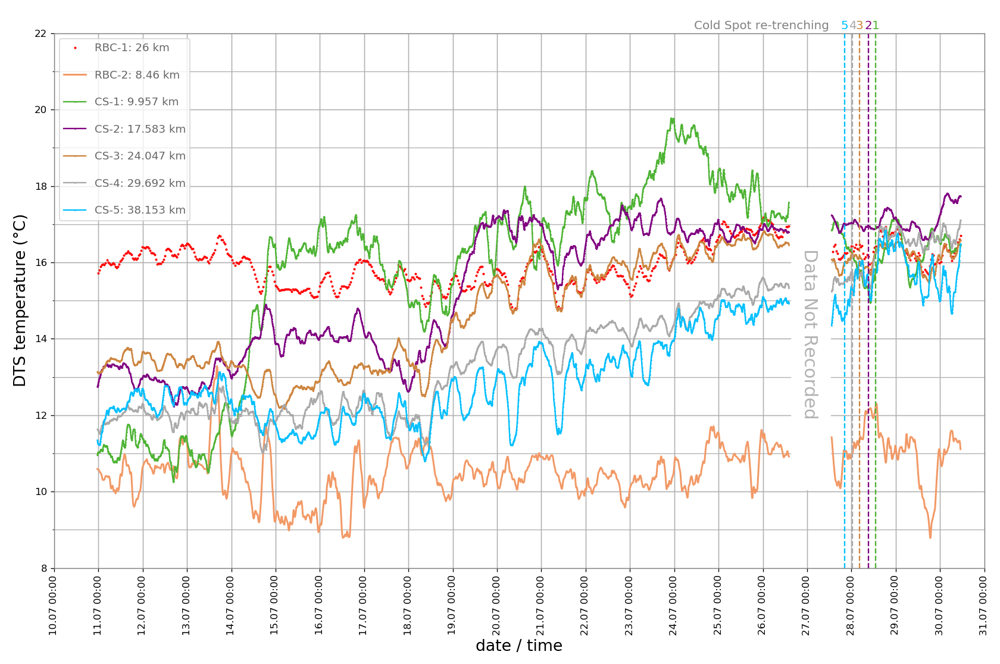 Cold Spot re-trenching 5 4 3 2 1
22
20
18
16
14
12
10
8
DTS temperature (°C)
RBC-1: 26 km
RBC-2: 8.46 km
CS-1: 9.957 km
CS-2: 17.583 km
CS-3: 24.047 km
CS-4: 29.692 km
CS-5: 38.153 km
Data Not Recorded
10.07 00:00
11.07 00:00
12.07 00:00
13.07 00:00
14.07 00:00
15.07 00:00
16.07 00:00
17.07 00:00
18.07 00:00
19.07 00:00
20.07 00:00
21.07 00:00
22.07 00:00
23.07 00:00
24.07 00:00
25.07 00:00
26.07 00:00
27.07 00:00
28.07 00:00
29.07 00:00
30.07 00:00
31.07 00:00
date / time